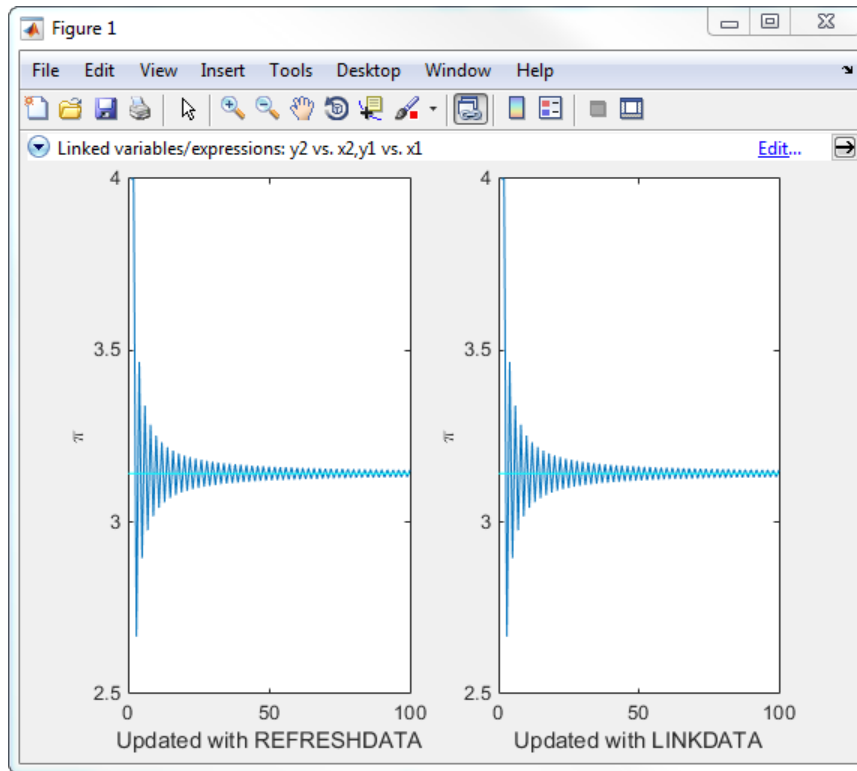 Figure 1
File Edit View Insert Tools Desktop Window Help
Linked variables/expressions: y2 vs. x2,y1 vs. x1 Edit...
4 4
3.5 3.5
π π
3 3
2.5 2.5
0 50 100 0 50 100
Updated with REFRESHDATA Updated with LINKDATA